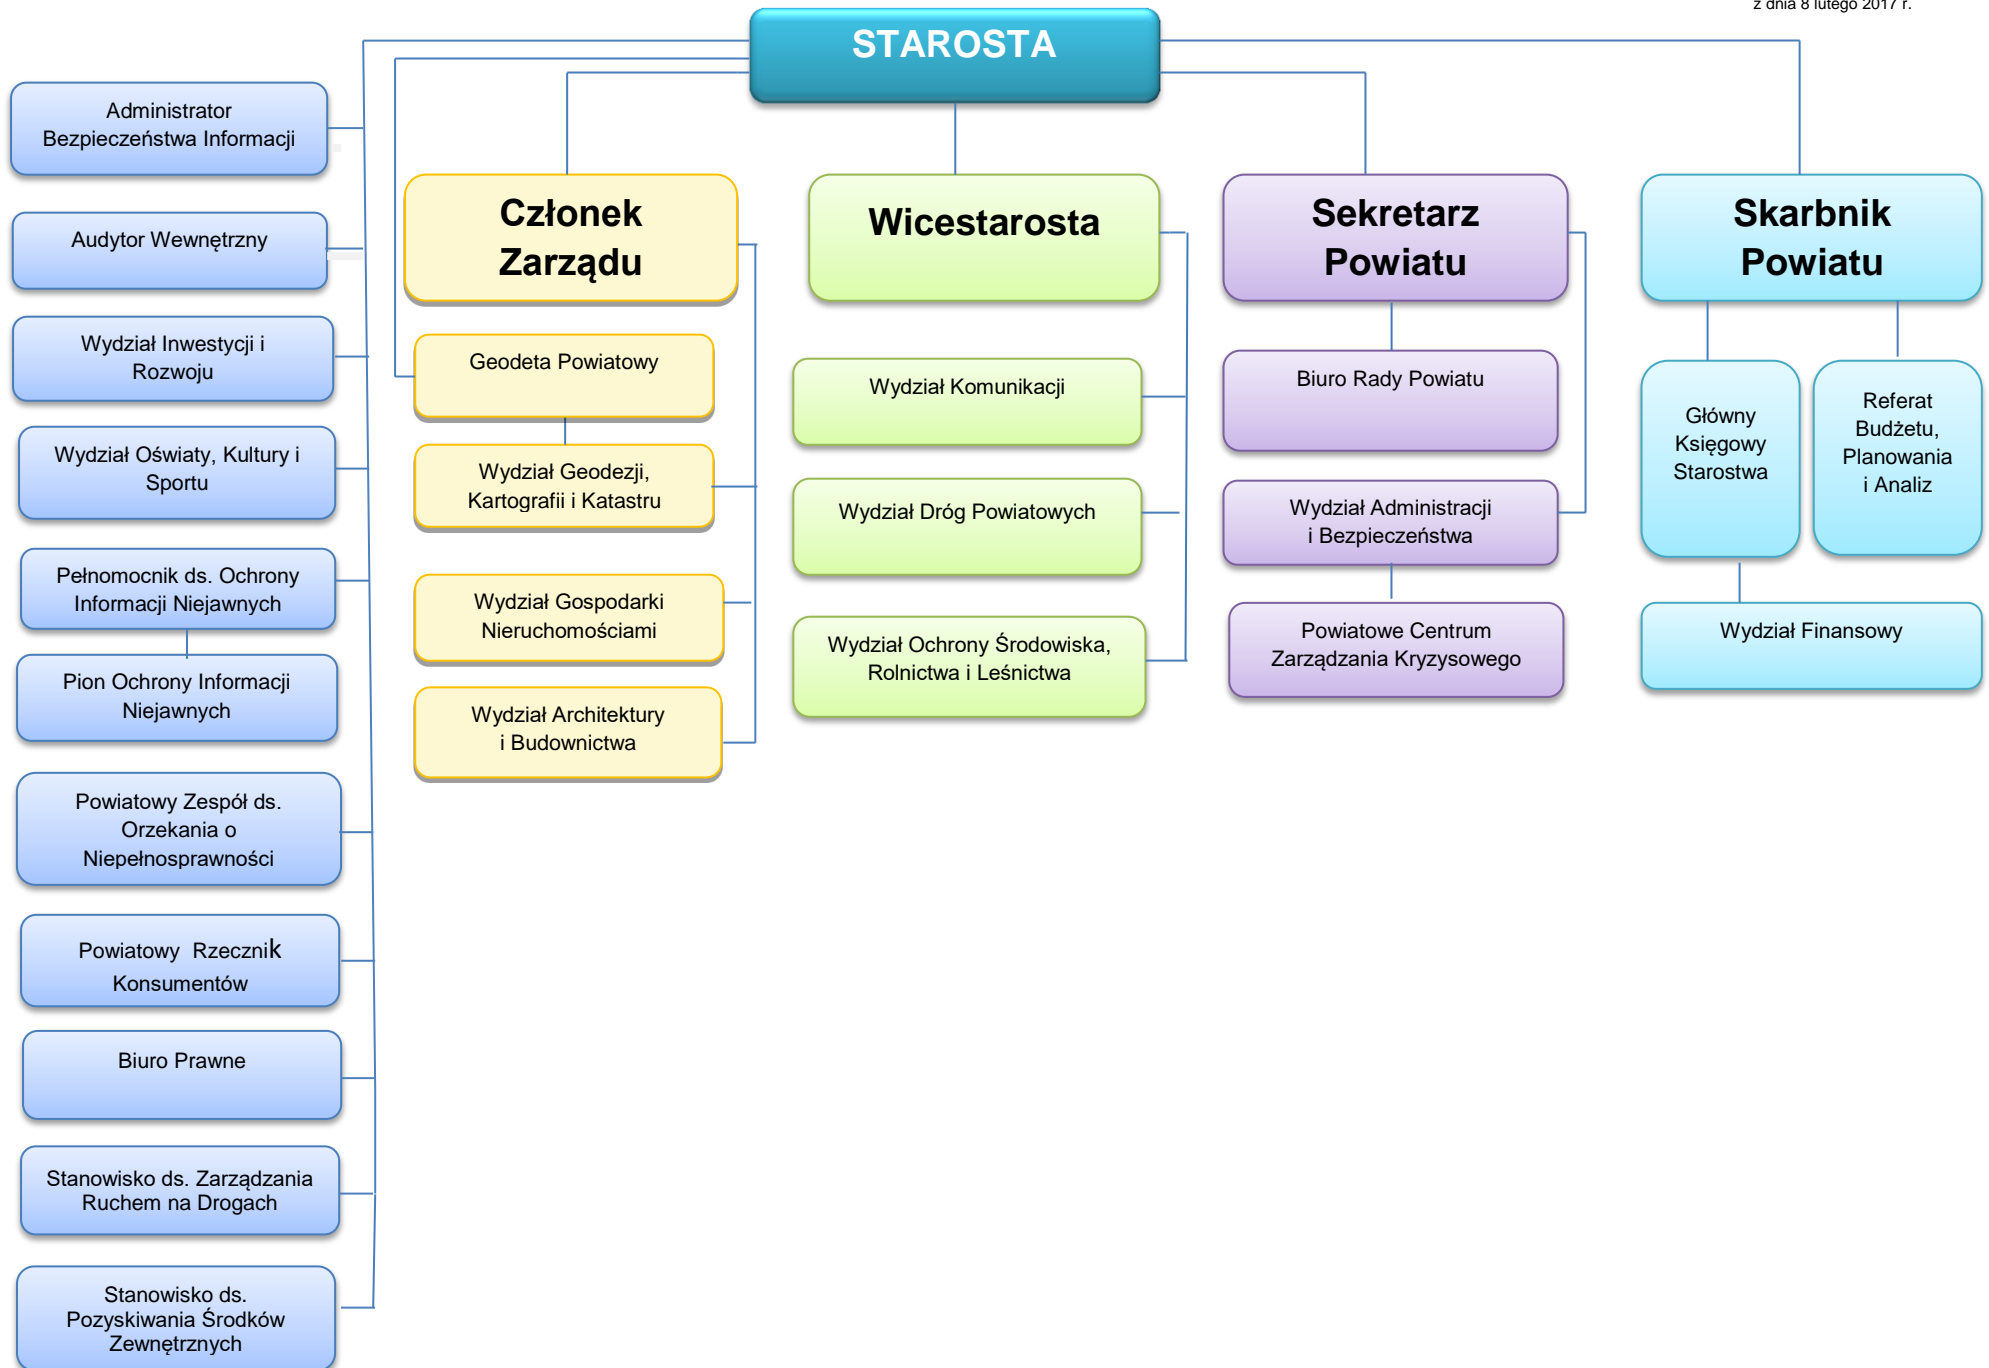 z dnia 8 lutego 2017 r.
STAROSTA
Administrator
Bezpieczeństwa Informacji
Audytor Wewnętrzny
Wydział Inwestycji i
Rozwoju
Wydział Oświaty, Kultury i
Sportu
Pełnomocnik ds. Ochrony
Informacji Niejawnych
Pion Ochrony Informacji
Niejawnych
Powiatowy Zespół ds.
Orzekania o
Niepełnosprawności
Powiatowy Rzecznik
Konsumentów
Biuro Prawne
Stanowisko ds. Zarządzania
Ruchem na Drogach
Stanowisko ds.
Pozyskiwania Środków
Zewnętrznych
Członek
Zarządu
Geodeta Powiatowy
Wydział Geodezji,
Kartografii i Katastru
Wydział Gospodarki
Nieruchomościami
Wydział Architektury
i Budownictwa
Wicestarosta
Wydział Komunikacji
Wydział Dróg Powiatowych
Wydział Ochrony Środowiska,
Rolnictwa i Leśnictwa
Sekretarz
Powiatu
Biuro Rady Powiatu
Wydział Administracji
i Bezpieczeństwa
Powiatowe Centrum
Zarządzania Kryzysowego
Skarbnik
Powiatu
Główny
Księgowy
Starostwa
Referat
Budżetu,
Planowania
i Analiz
Wydział Finansowy